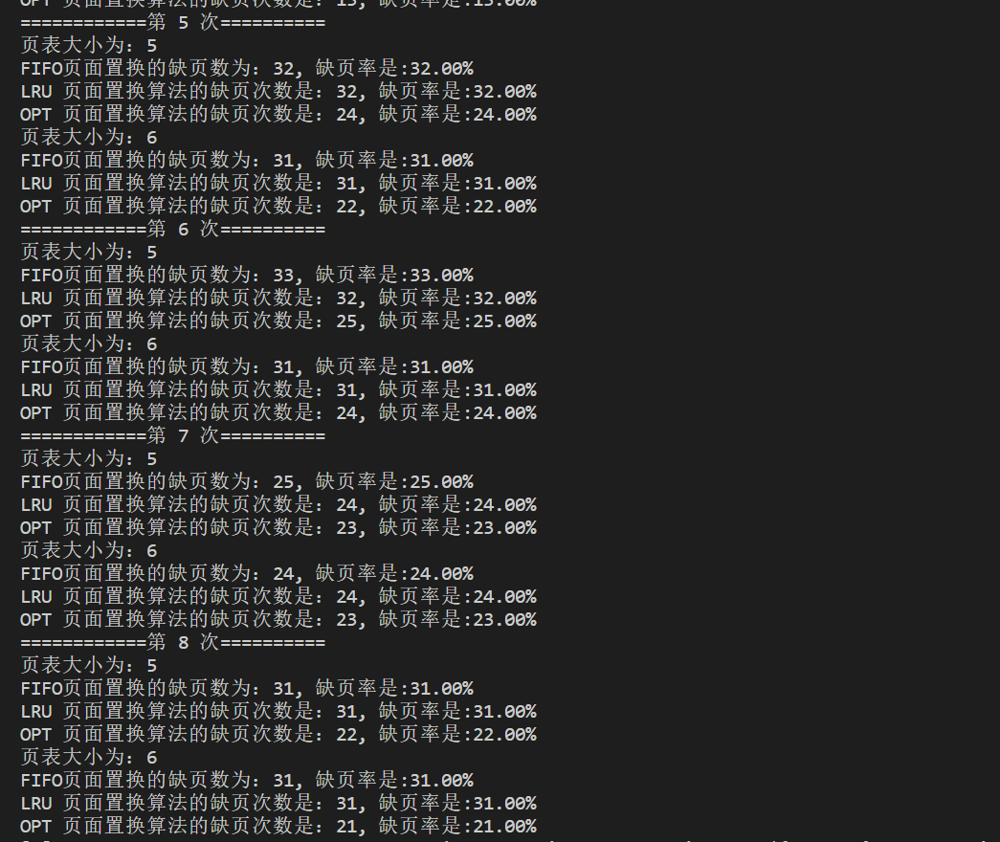 OPT 页面置换算法的缺页次数是：15, 缺页率是:15.00%
============第 5 次==========
页表大小为：5
FIFO页面置换的缺页数为：32, 缺页率是:32.00%
LRU 页面置换算法的缺页次数是：32, 缺页率是:32.00%
OPT 页面置换算法的缺页次数是：24, 缺页率是:24.00%
页表大小为：6
FIFO页面置换的缺页数为：31, 缺页率是:31.00%
LRU 页面置换算法的缺页次数是：31, 缺页率是:31.00%
OPT 页面置换算法的缺页次数是：22, 缺页率是:22.00%
============第 6 次==========
页表大小为：5
FIFO页面置换的缺页数为：33, 缺页率是:33.00%
LRU 页面置换算法的缺页次数是：32, 缺页率是:32.00%
OPT 页面置换算法的缺页次数是：25, 缺页率是:25.00%
页表大小为：6
FIFO页面置换的缺页数为：31, 缺页率是:31.00%
LRU 页面置换算法的缺页次数是：31, 缺页率是:31.00%
OPT 页面置换算法的缺页次数是：24, 缺页率是:24.00%
============第 7 次==========
页表大小为：5
FIFO页面置换的缺页数为：25, 缺页率是:25.00%
LRU 页面置换算法的缺页次数是：24, 缺页率是:24.00%
OPT 页面置换算法的缺页次数是：23, 缺页率是:23.00%
页表大小为：6
FIFO页面置换的缺页数为：24, 缺页率是:24.00%
LRU 页面置换算法的缺页次数是：24, 缺页率是:24.00%
OPT 页面置换算法的缺页次数是：23, 缺页率是:23.00%
============第 8 次==========
页表大小为：5
FIFO页面置换的缺页数为：31, 缺页率是:31.00%
LRU 页面置换算法的缺页次数是：31, 缺页率是:31.00%
OPT 页面置换算法的缺页次数是：22, 缺页率是:22.00%
页表大小为：6
FIFO页面置换的缺页数为：31, 缺页率是:31.00%
LRU 页面置换算法的缺页次数是：31, 缺页率是:31.00%
OPT 页面置换算法的缺页次数是：21, 缺页率是:21.00%